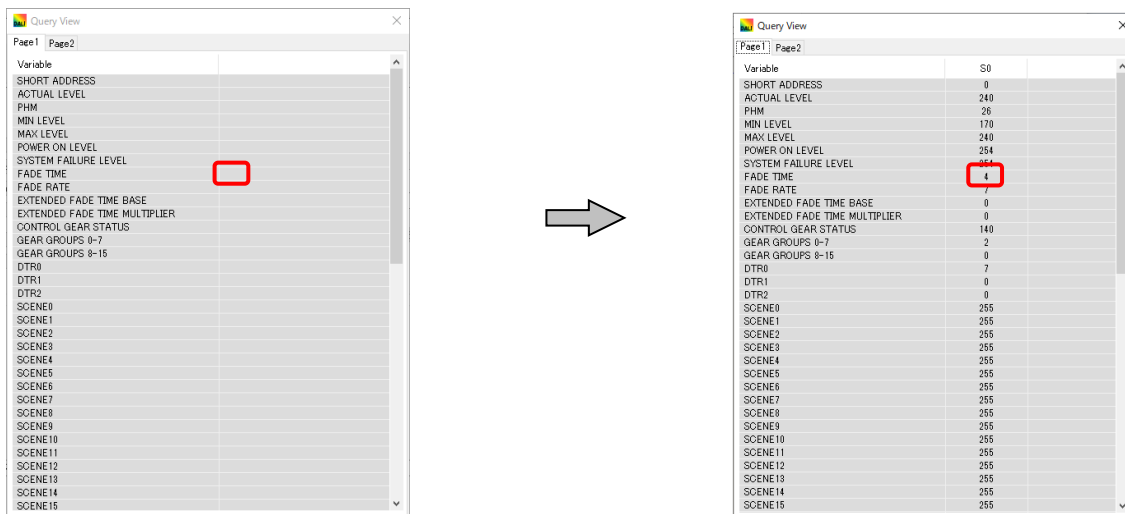 DALI Query View
Page1 Page2
Variable
SHORT ADDRESS
ACTUAL LEVEL
PHM
MIN LEVEL
MAX LEVEL
POWER ON LEVEL
SYSTEM FAILURE LEVEL
FADE TIME
FADE RATE
EXTENDED FADE TIME BASE
EXTENDED FADE TIME MULTIPLIER
CONTROL GEAR STATUS
GEAR GROUPS 0-7
GEAR GROUPS 8-15
DTR0
DTR1
DTR2
SCENE0
SCENE1
SCENE2
SCENE3
SCENE4
SCENE5
SCENE6
SCENE7
SCENE8
SCENE9
SCENE10
SCENE11
SCENE12
SCENE13
SCENE14
SCENE15
DALI Query View
Page1 Page2
Variable S0
SHORT ADDRESS 0
ACTUAL LEVEL 240
PHM 26
MIN LEVEL 170
MAX LEVEL 240
POWER ON LEVEL 254
SYSTEM FAILURE LEVEL 254
FADE TIME 4
FADE RATE 7
EXTENDED FADE TIME BASE 0
EXTENDED FADE TIME MULTIPLIER 0
CONTROL GEAR STATUS 140
GEAR GROUPS 0-7 2
GEAR GROUPS 8-15 0
DTR0 7
DTR1 0
DTR2 0
SCENE0 255
SCENE1 255
SCENE2 255
SCENE3 255
SCENE4 255
SCENE5 255
SCENE6 255
SCENE7 255
SCENE8 255
SCENE9 255
SCENE10 255
SCENE11 255
SCENE12 255
SCENE13 255
SCENE14 255
SCENE15 255